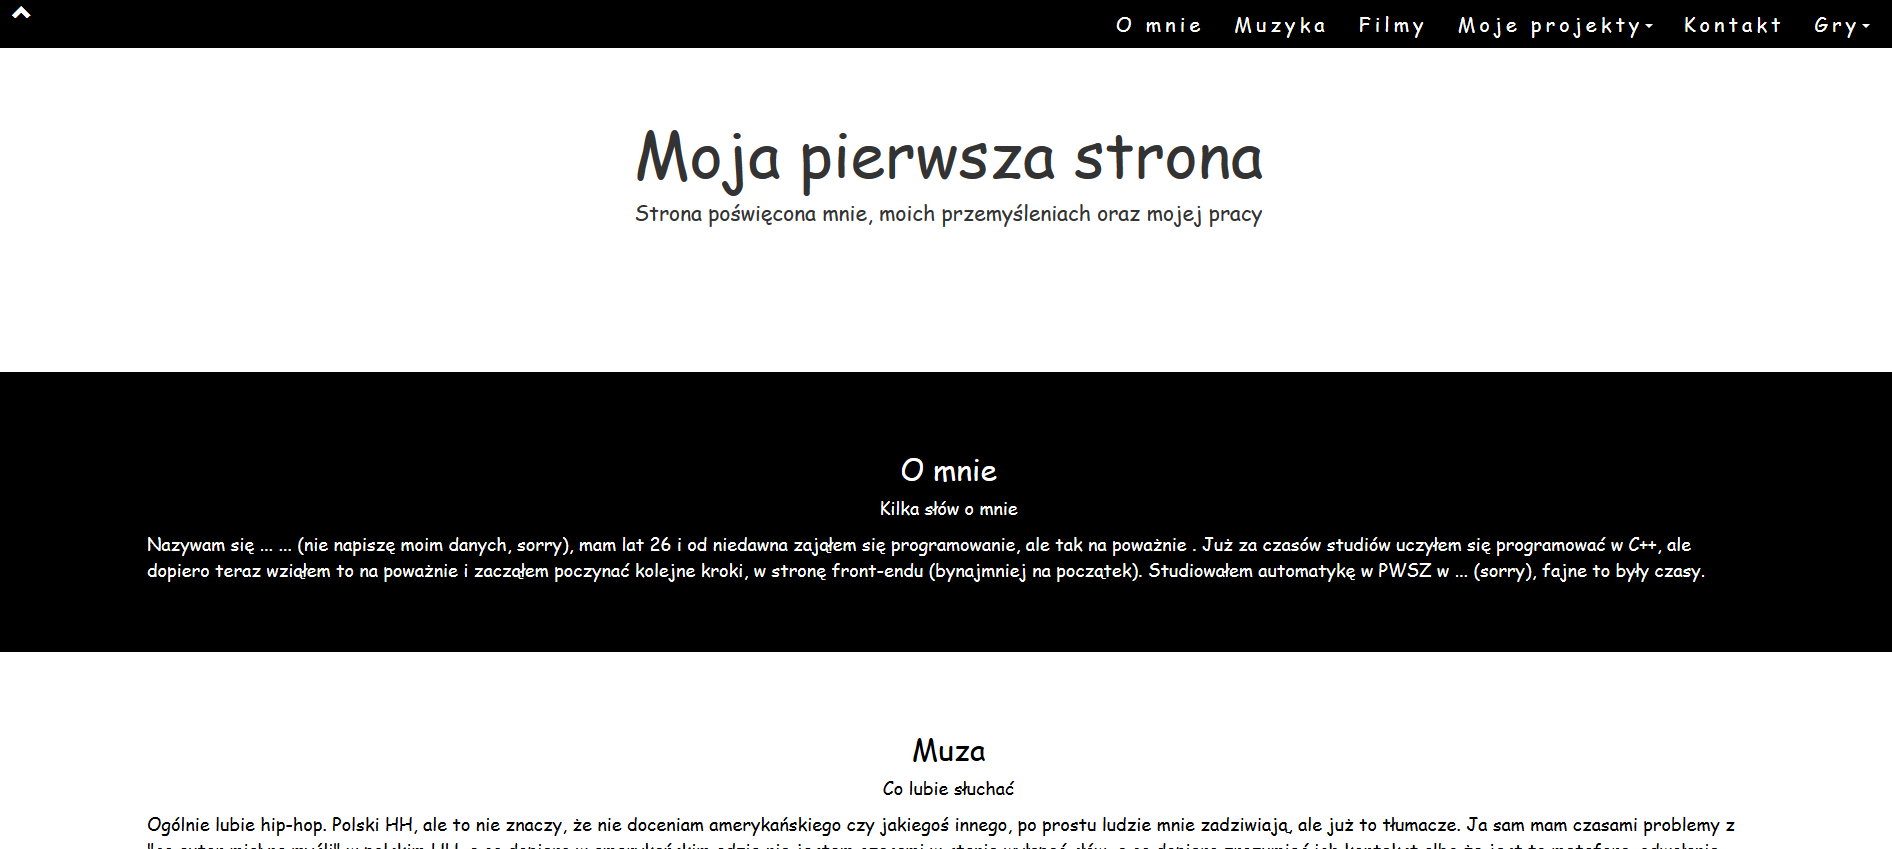 O mnie Muzyka Filmy Moje projekty Kontakt Gry
Moja pierwsza strona
Strona poświęcona mnie, moich przemyśleniach oraz mojej pracy
O mnie
Kilka słów o mnie
Nazywam się ... ... (nie napiszę moim danych, sorry), mam lat 26 i od niedawna zająłem się programowanie, ale tak na poważnie . Już za czasów studiów uczyłem się programować w C++, ale
dopiero teraz wziąłem to na poważnie i zacząłem poczynać kolejne kroki, w stronę front-endu (bynajmniej na początek). Studiowałem automatykę w PWSZ w ... (sorry), fajne to były czasy.
Muza
Co lubie słuchać
Ogólnie lubie hip-hop. Polski HH, ale to nie znaczy, że nie doceniam amerykańskiego czy jakiegoś innego, po prostu ludzie mnie zadziwiają, ale już to tłumacze. Ja sam mam czasami problemy z